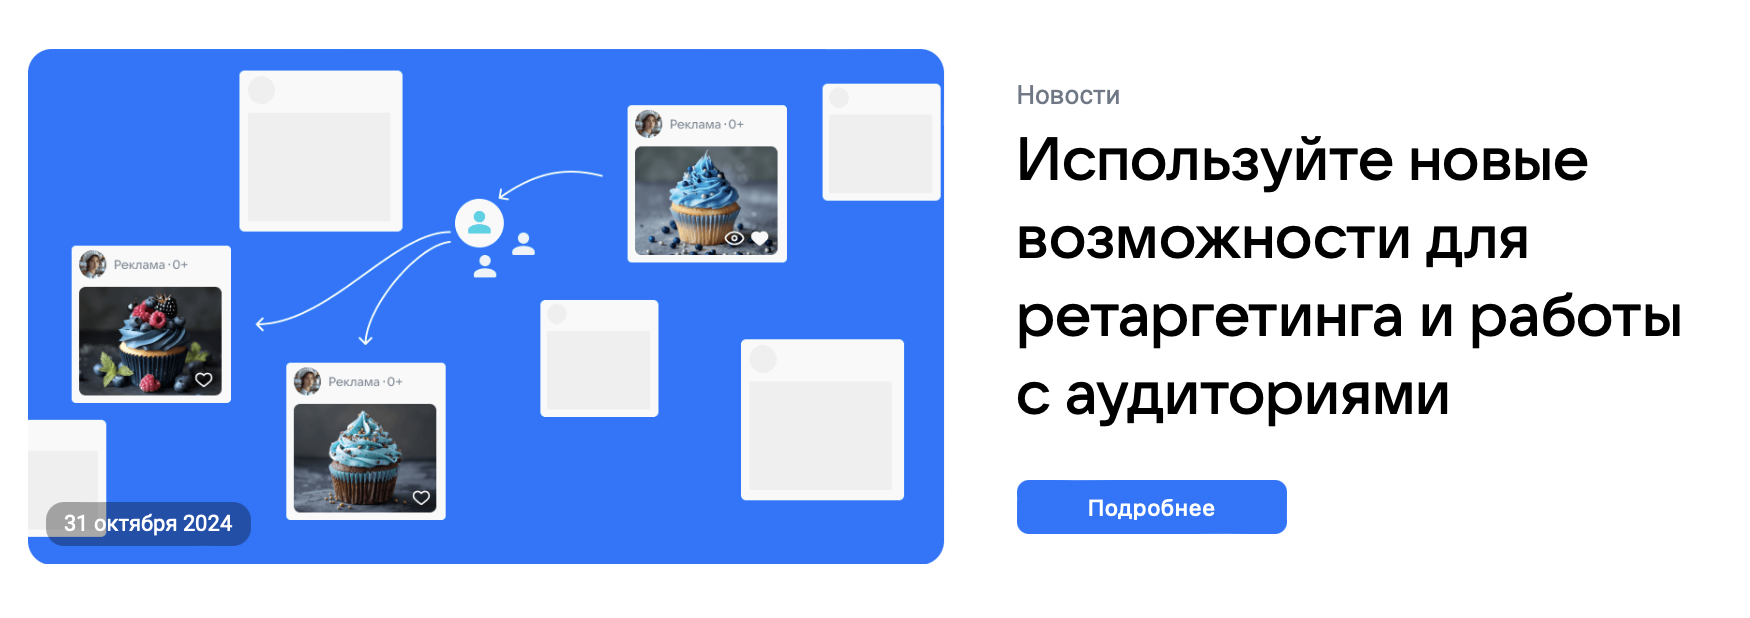 Реклама·0+
Реклама·0+
Реклама·0+
31 октября 2024
Новости
Используйте новые
возможности для
ретаргетинга и работы
с аудиториями
Подробнее